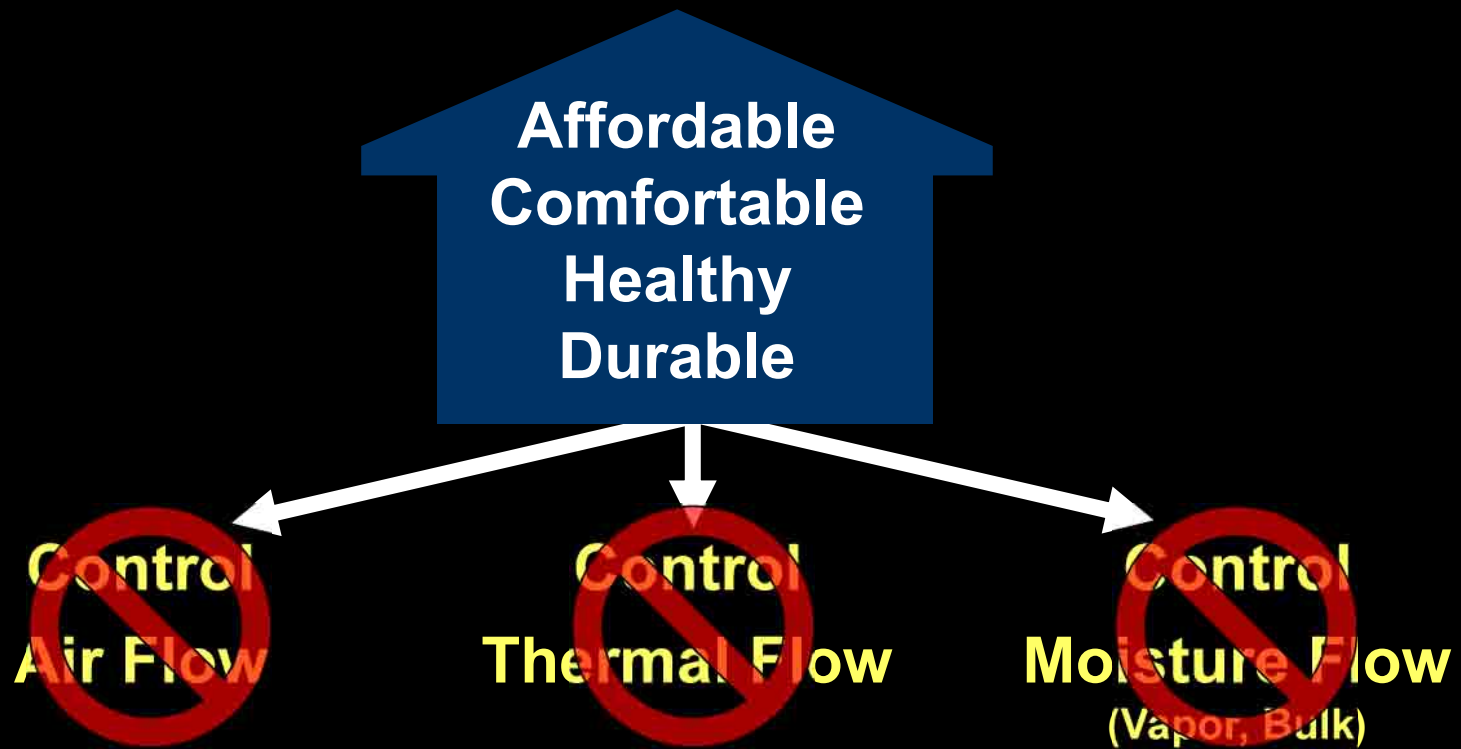 Affordable
Comfortable
Healthy
Durable
Control
Air Flow
Control
Thermal Flow
Control
Moisture Flow
(Vapor, Bulk)